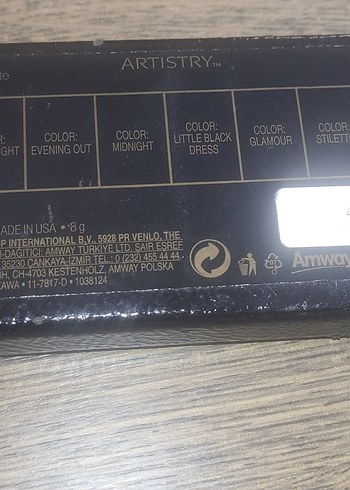 ARTISTRY™
COLOR:
EVENING OUT
COLOR:
MIDNIGHT
COLOR:
LITTLE BLACK
DRESS
COLOR:
GLAMOUR
COLOR:
MADE IN USA • 8 g
INTERNATIONAL B.V., 5928 PR VENLO, THE
AMWAY TÜRKİYE LTD. ŞAİR EŞREF
35230 ÇANKAYA-İZMİR TEL.: 0 (232) 455 44 44.
CH-4703 KESTENHOLZ, AMWAY POLSKA
• 11-7817-D • 1038124
Amway